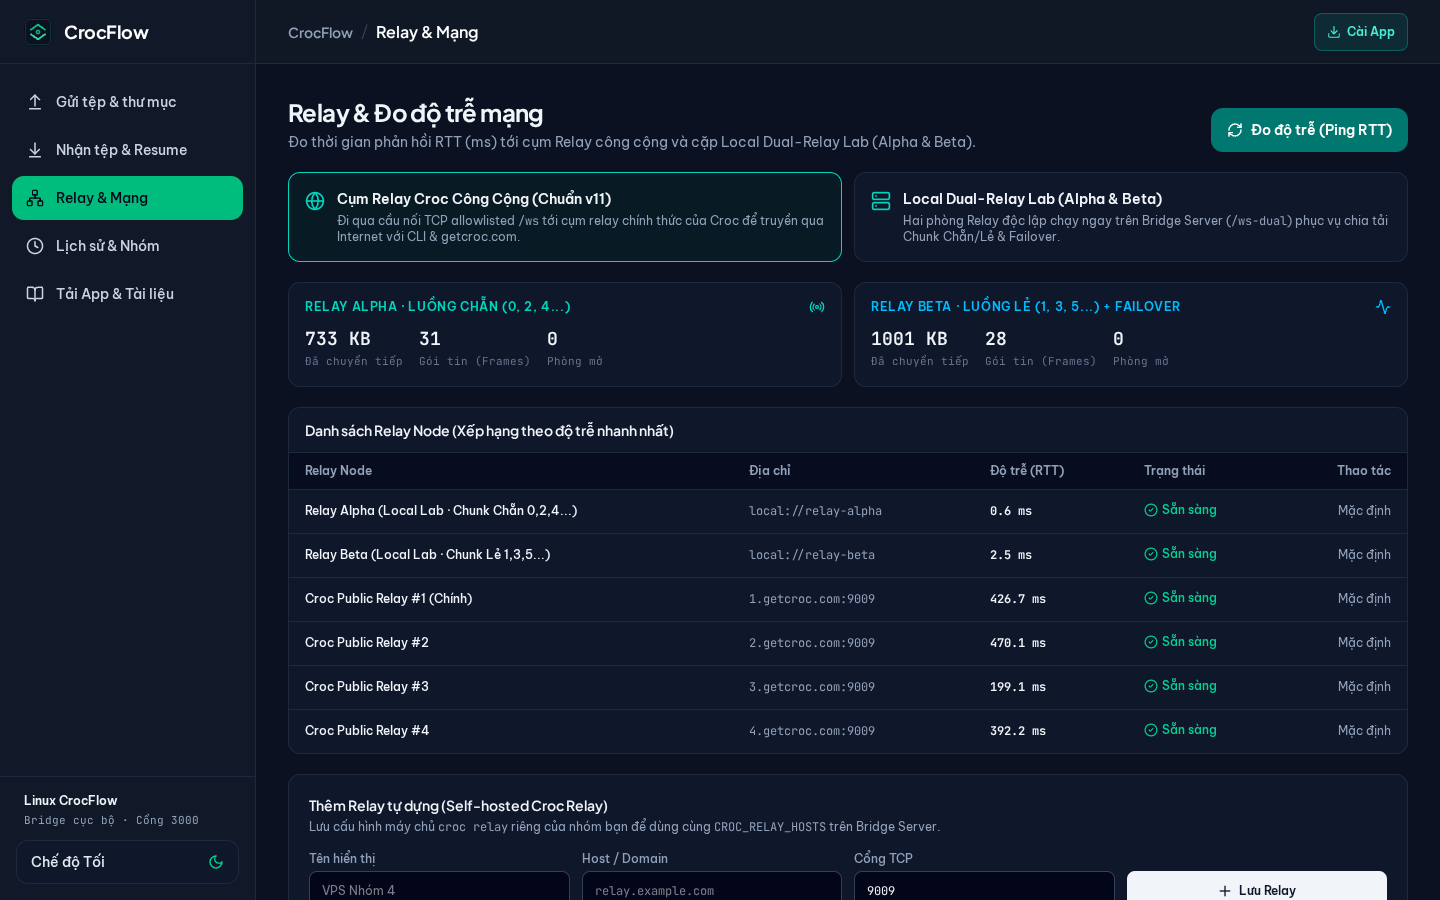 CrocFlow
CrocFlow / Relay & Mạng
Cài App
Gửi tệp & thư mục
Nhận tệp & Resume
Relay & Mạng
Lịch sử & Nhóm
Tải App & Tài liệu
Relay & Đo độ trễ mạng
Đo thời gian phản hồi RTT (ms) tới cụm Relay công cộng và cặp Local Dual-Relay Lab (Alpha & Beta).
Đo độ trễ (Ping RTT)
Cụm Relay Croc Công Cộng (Chuẩn v11)
Đi qua cầu nối TCP allowlisted /ws tới cụm relay chính thức của Croc để truyền qua
Internet với CLI & getcroc.com.
Local Dual-Relay Lab (Alpha & Beta)
Hai phòng Relay độc lập chạy ngay trên Bridge Server (/ws-dual) phục vụ chia tải
Chunk Chẵn/Lẻ & Failover.
RELAY ALPHA · LUỒNG CHẴN (0, 2, 4...)
733 KB 31 0
Đã chuyển tiếp Gói tin (Frames) Phòng mở
RELAY BETA · LUỒNG LẺ (1, 3, 5...) + FAILOVER
1001 KB 28 0
Đã chuyển tiếp Gói tin (Frames) Phòng mở
Danh sách Relay Node (Xếp hạng theo độ trễ nhanh nhất)
Relay Node Địa chỉ Độ trễ (RTT) Trạng thái Thao tác
Relay Alpha (Local Lab · Chunk Chẵn 0,2,4...) local://relay-alpha 0.6 ms Sẵn sàng Mặc định
Relay Beta (Local Lab · Chunk Lẻ 1,3,5...) local://relay-beta 2.5 ms Sẵn sàng Mặc định
Croc Public Relay #1 (Chính) 1.getcroc.com:9009 426.7 ms Sẵn sàng Mặc định
Croc Public Relay #2 2.getcroc.com:9009 470.1 ms Sẵn sàng Mặc định
Croc Public Relay #3 3.getcroc.com:9009 199.1 ms Sẵn sàng Mặc định
Croc Public Relay #4 4.getcroc.com:9009 392.2 ms Sẵn sàng Mặc định
Thêm Relay tự dựng (Self-hosted Croc Relay)
Lưu cấu hình máy chủ croc relay riêng của nhóm bạn để dùng cùng CROC_RELAY_HOSTS trên Bridge Server.
Tên hiển thị Host / Domain Cổng TCP
VPS Nhóm 4 relay.example.com 9009 Lưu Relay
Linux CrocFlow
Bridge cục bộ · Cổng 3000
Chế độ Tối